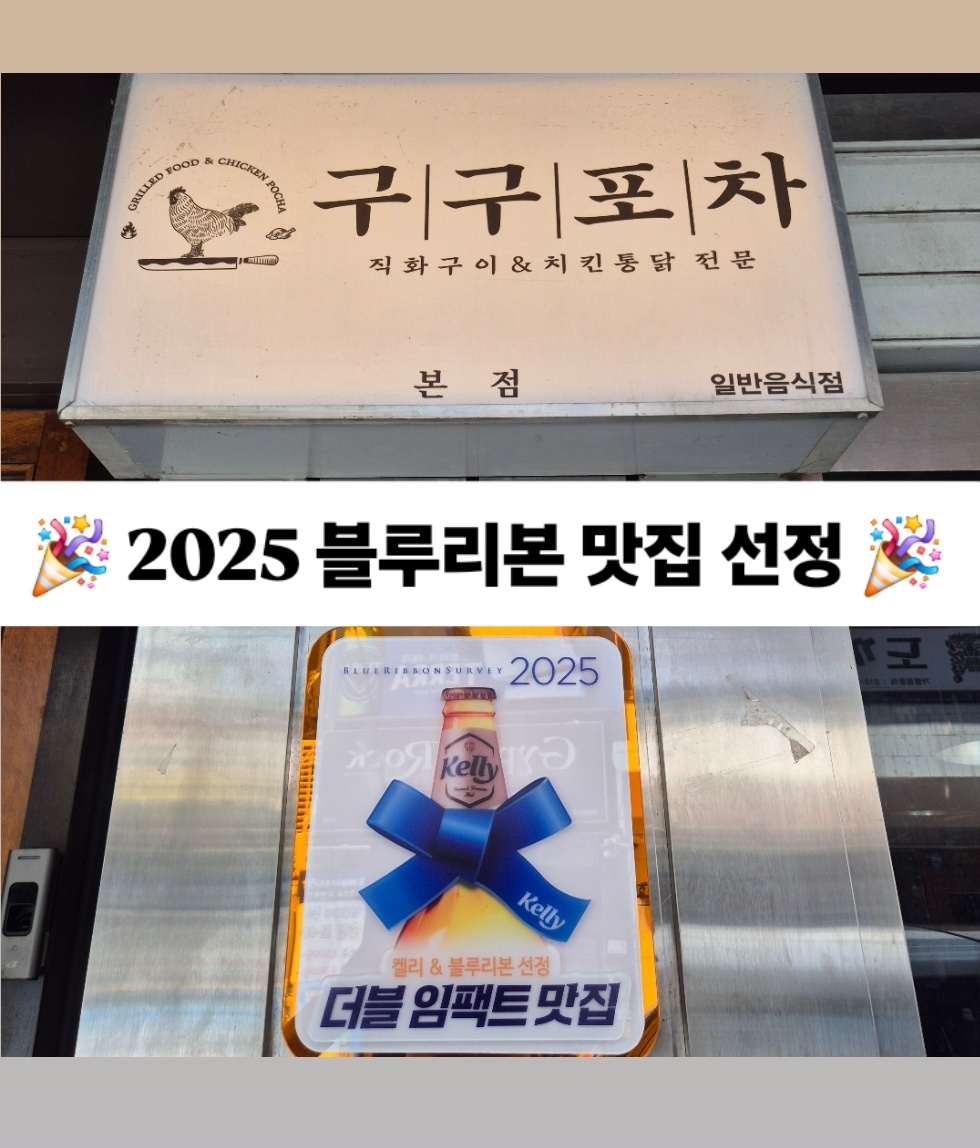 GRILLED FOOD & CHICKEN POCHA
구|구|포|차
직화구이&치킨통닭 전문
본 점
일반음식점
🎉 2025 블루리본 맛집 선정 🎉
BLUERIBBONSURVEY 2025
Kelly
Kelly
켈리 & 블루리본 선정
더블 임팩트 맛집